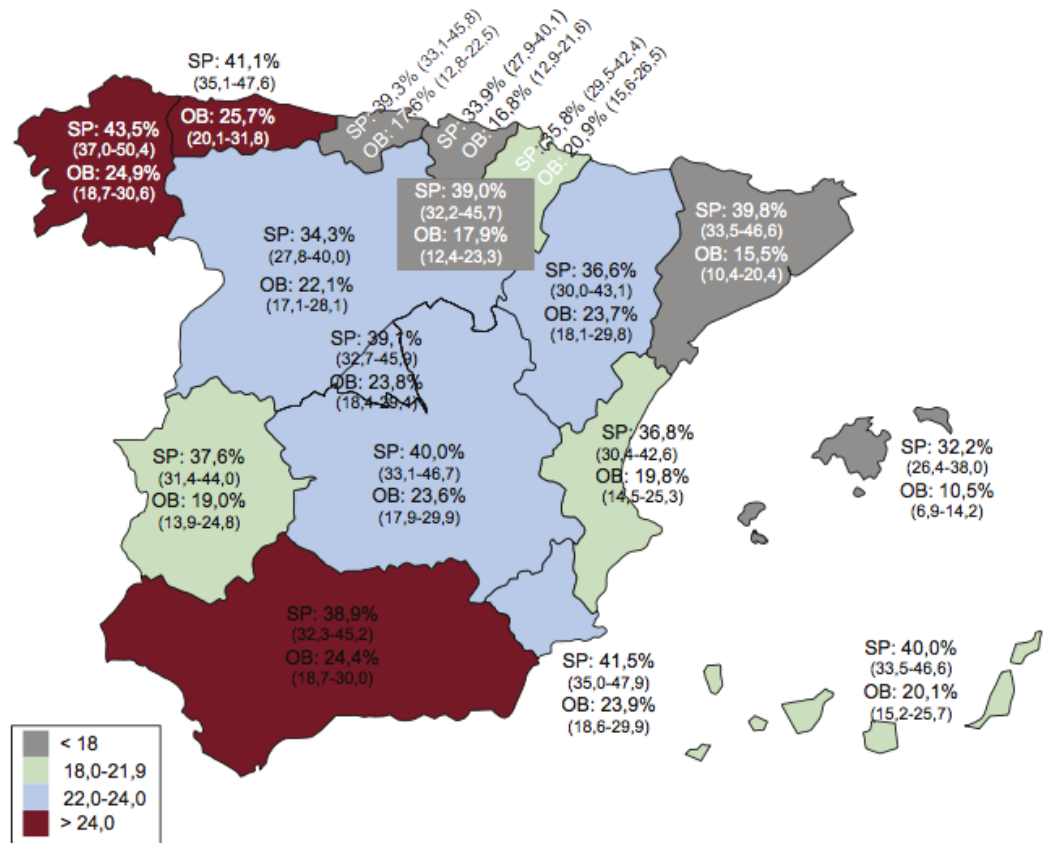 SP: 41,1%
(35,1-47,6)
OB: 25,7%
(20,1-31,8)
SP: 43,5%
(37,0-50,4)
OB: 24,9%
(18,7-30,6)
SP: 39,3% (33,1-45,8)
OB: 17,6% (12,8-22,5)
SP: 33,9% (27,9-40,1)
OB: 16,8% (12,9-21,6)
SP: 35,8% (29,5-42,4)
OB: 20,9% (15,6-26,5)
SP: 39,0%
(32,2-45,7)
OB: 17,9%
(12,4-23,3)
SP: 39,8%
(33,5-46,6)
OB: 15,5%
(10,4-20,4)
SP: 34,3%
(27,8-40,0)
OB: 22,1%
(17,1-28,1)
SP: 36,6%
(30,0-43,1)
OB: 23,7%
(18,1-29,8)
SP: 39,1%
(32,7-45,9)
OB: 23,8%
(18,4-29,4)
SP: 37,6%
(31,4-44,0)
OB: 19,0%
(13,9-24,8)
SP: 40,0%
(33,1-46,7)
OB: 23,6%
(17,9-29,9)
SP: 36,8%
(30,4-42,6)
OB: 19,8%
(14,5-25,3)
SP: 32,2%
(26,4-38,0)
OB: 10,5%
(6,9-14,2)
SP: 38,9%
(32,3-45,2)
OB: 24,4%
(18,7-30,0)
SP: 41,5%
(35,0-47,9)
OB: 23,9%
(18,6-29,9)
SP: 40,0%
(33,5-46,6)
OB: 20,1%
(15,2-25,7)
< 18
18,0-21,9
22,0-24,0
> 24,0